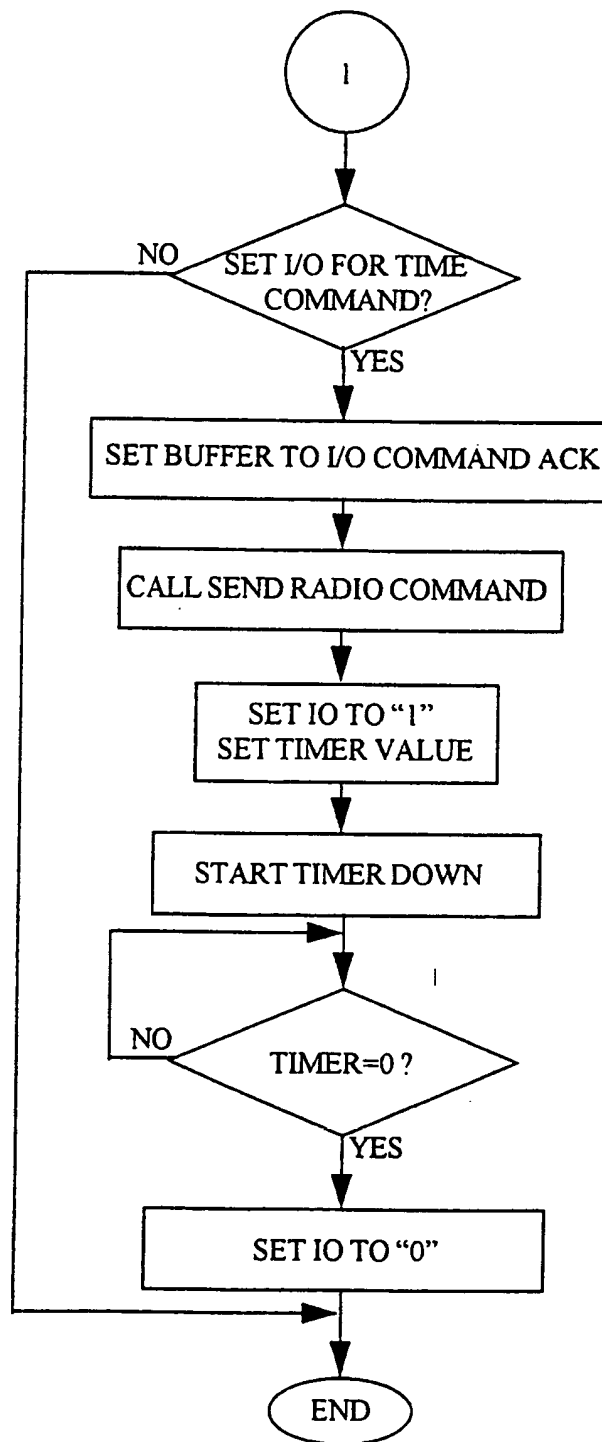 1
NO
SET I/O FOR TIME
COMMAND?
YES
SET BUFFER TO I/O COMMAND ACK
CALL SEND RADIO COMMAND
SET IO TO “1”
SET TIMER VALUE
START TIMER DOWN
NO
TIMER=0 ?
YES
SET IO TO “0”
END